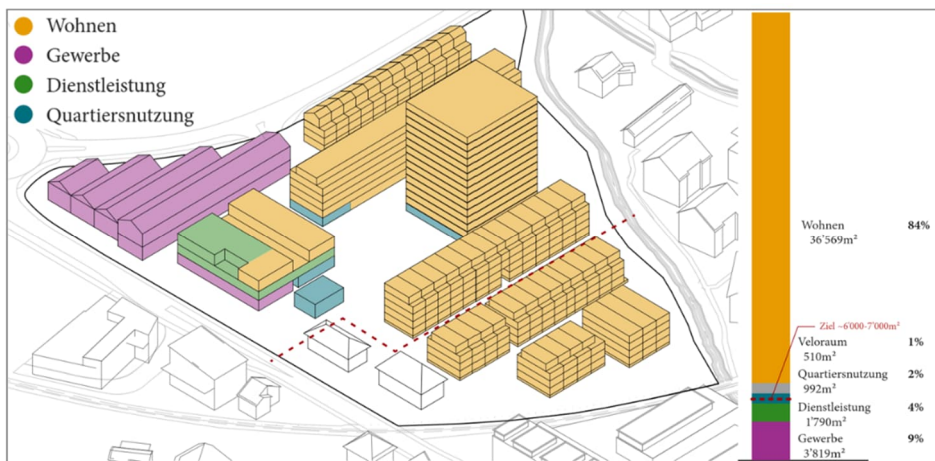 Wohnen
Gewerbe
Dienstleistung
Quartiersnutzung
Wohnen 84%
36'569m²
Ziel ~6'000-7'000m²
Veloraum 1%
510m²
Quartiersnutzung 2%
992m²
Dienstleistung 4%
1'790m²
Gewerbe 9%
3'819m²